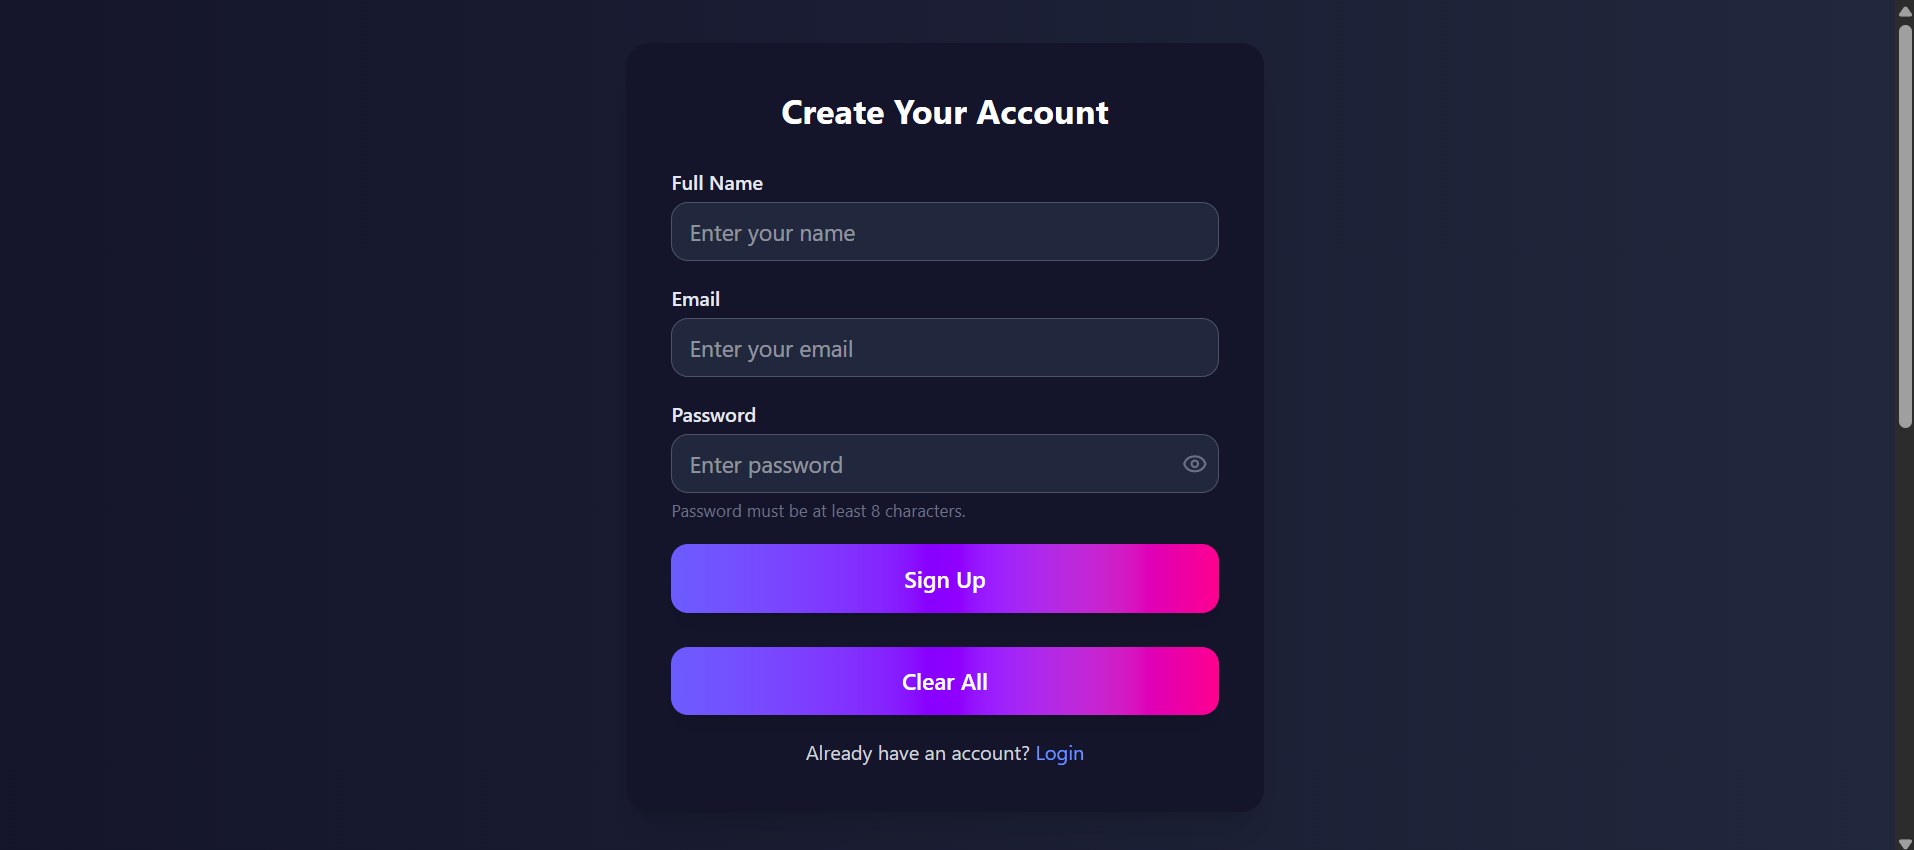 Create Your Account
Full Name
Enter your name
Email
Enter your email
Password
Enter password
Password must be at least 8 characters.
Sign Up
Clear All
Already have an account? Login